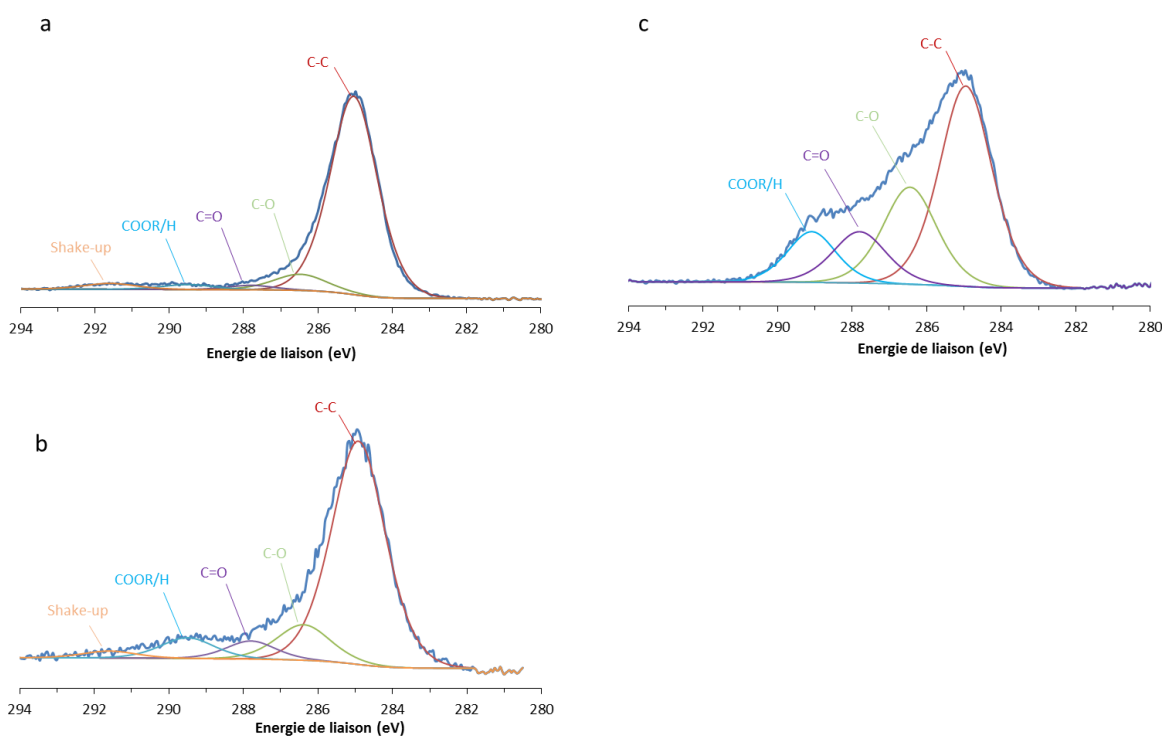 a
C-C
C-O
C=O
COOR/H
Shake-up
294 292 290 288 286 284 282 280
Energie de liaison (eV)
c
C-C
C-O
C=O
COOR/H
294 292 290 288 286 284 282 280
Energie de liaison (eV)
b
C-C
C-O
C=O
COOR/H
Shake-up
294 292 290 288 286 284 282 280
Energie de liaison (eV)